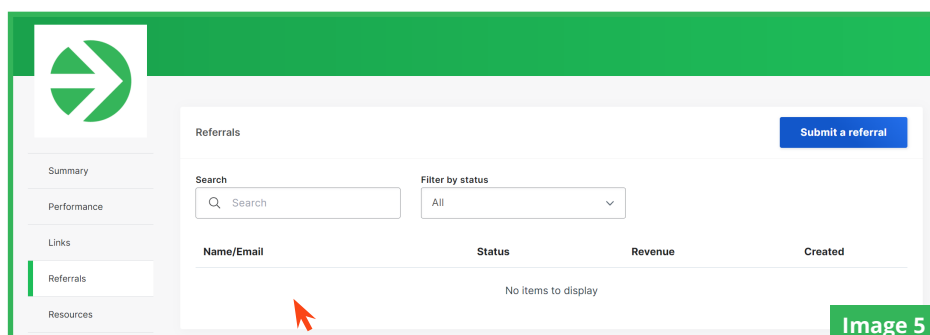 Referrals
Submit a referral
Summary
Performance
Links
Referrals
Resources
Search
Filter by status
Search
All
Name/Email
Status
Revenue
Created
No items to display
Image 5